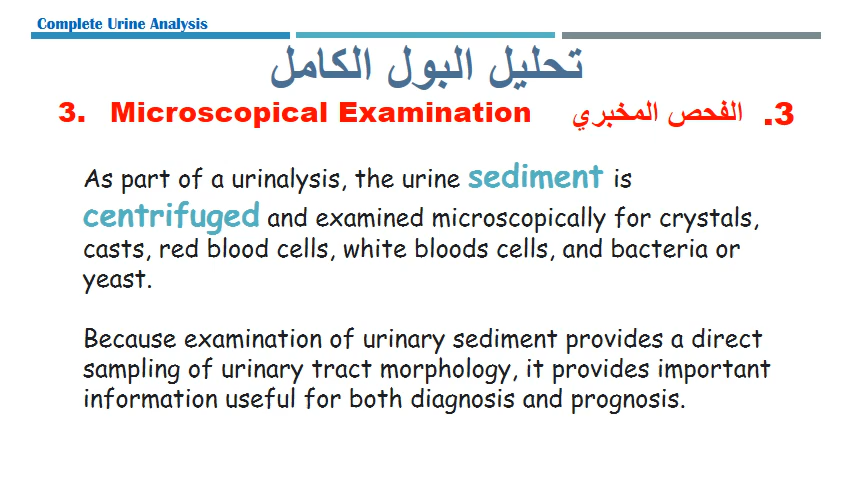 Complete Urine Analysis
تحليل البول الكامل
3. Microscopical Examination 3. الفحص المخبري
As part of a urinalysis, the urine sediment is
centrifuged and examined microscopically for crystals,
casts, red blood cells, white bloods cells, and bacteria or
yeast.
Because examination of urinary sediment provides a direct
sampling of urinary tract morphology, it provides important
information useful for both diagnosis and prognosis.